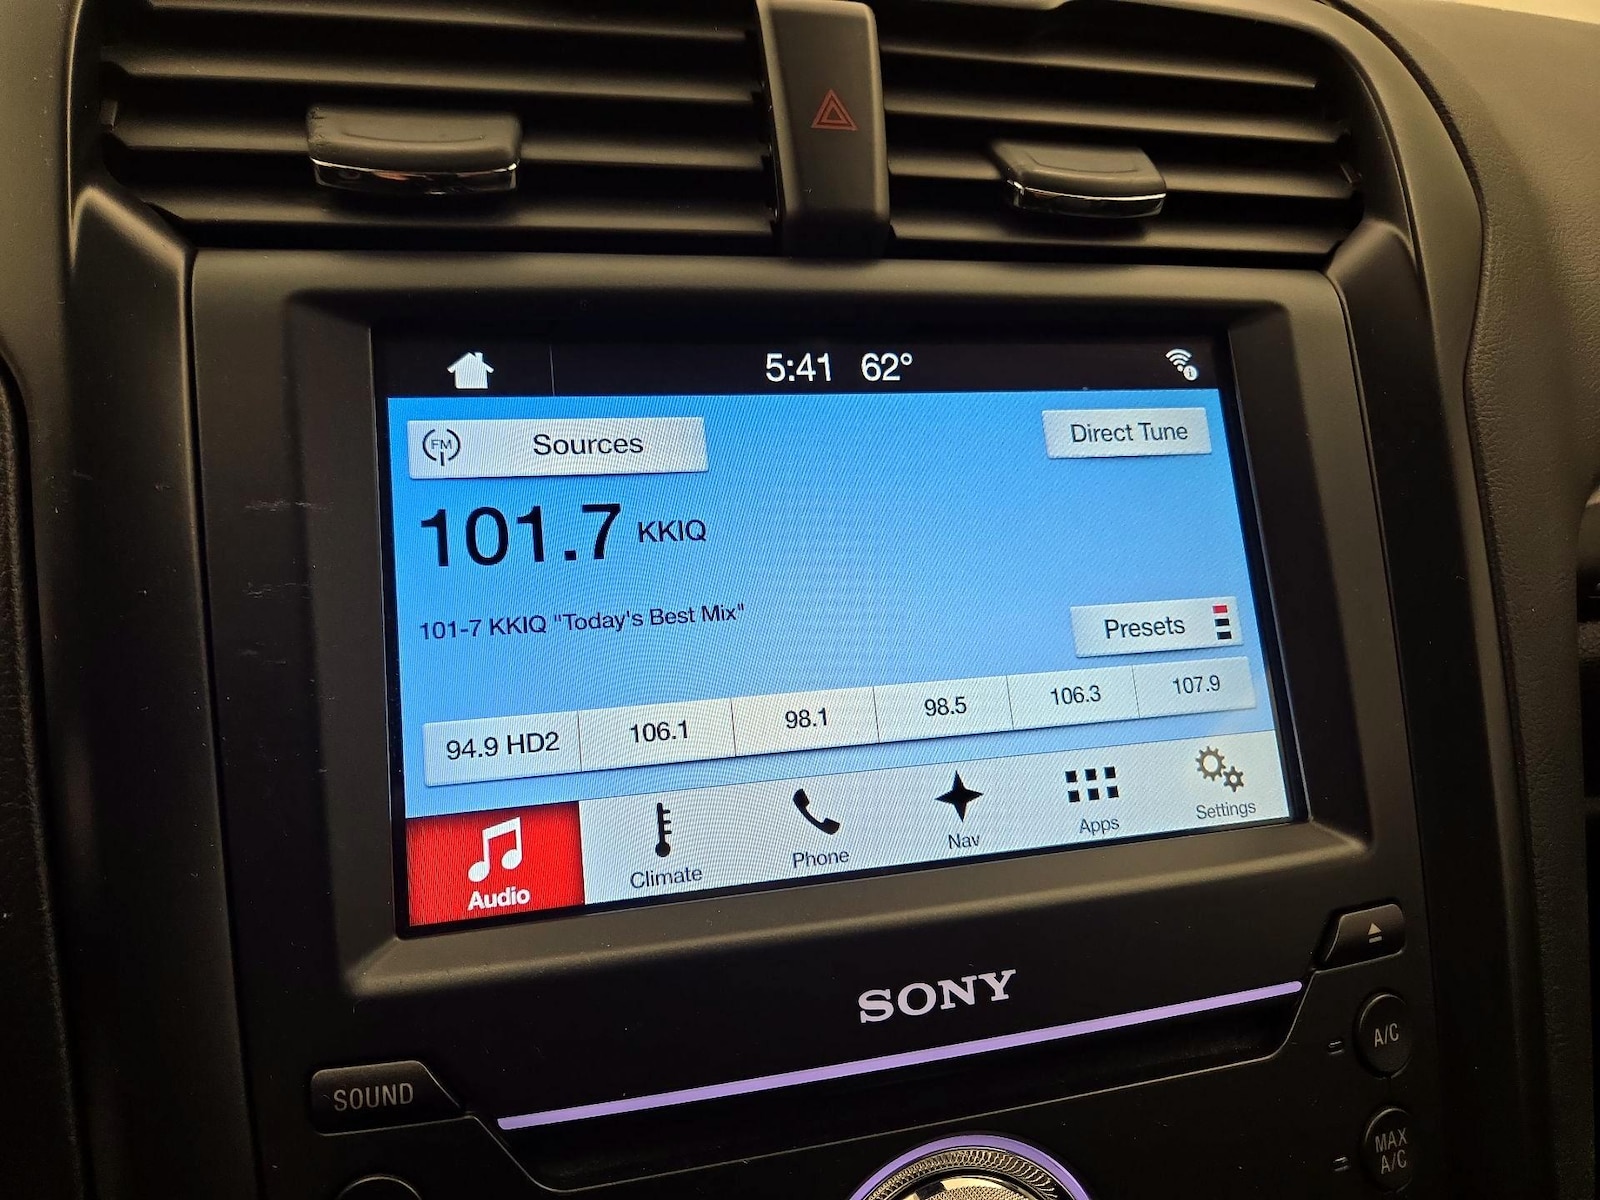 5:41 62°
FM Sources
Direct Tune
101.7 KKIQ
101-7 KKIQ "Today's Best Mix"
Presets
94.9 HD2 106.1 98.1 98.5 106.3 107.9
Audio Climate Phone Nav Apps Settings
SONY
SOUND
A/C
MAX
A/C